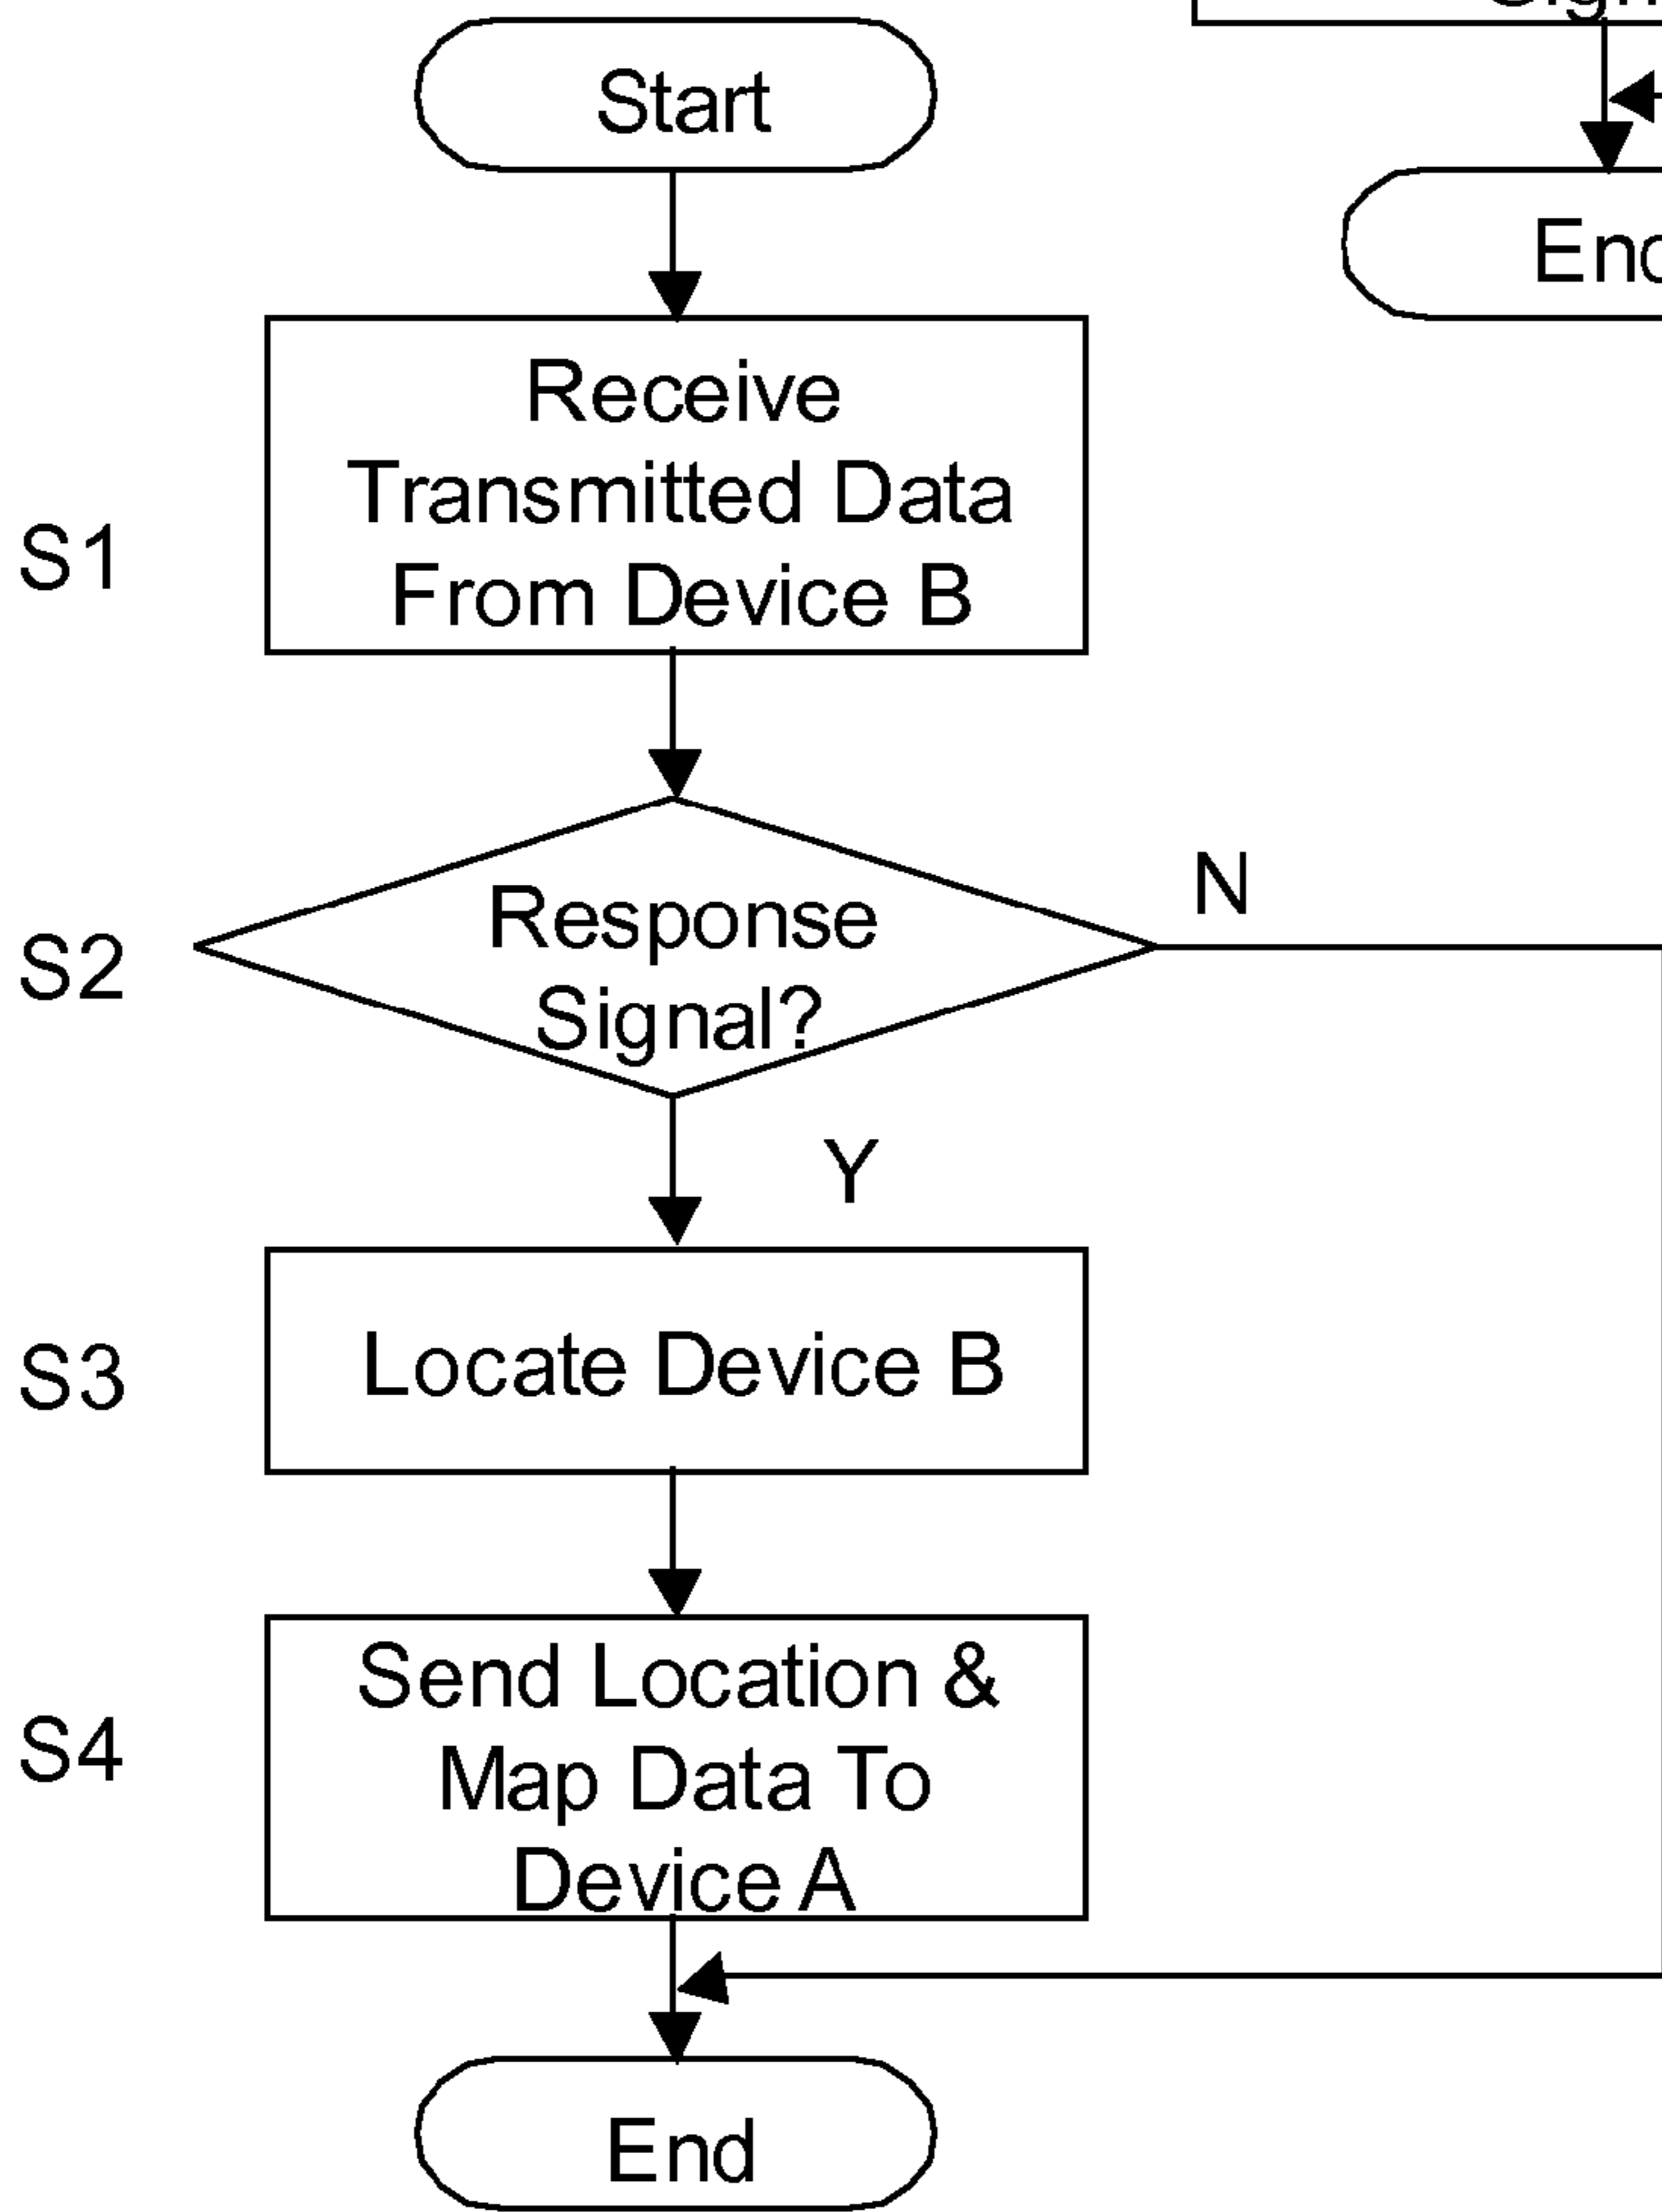 Start
Receive
Transmitted Data
From Device B
S1
Response
Signal?
S2
N
Y
Locate Device B
S3
Send Location &
Map Data To
Device A
S4
End